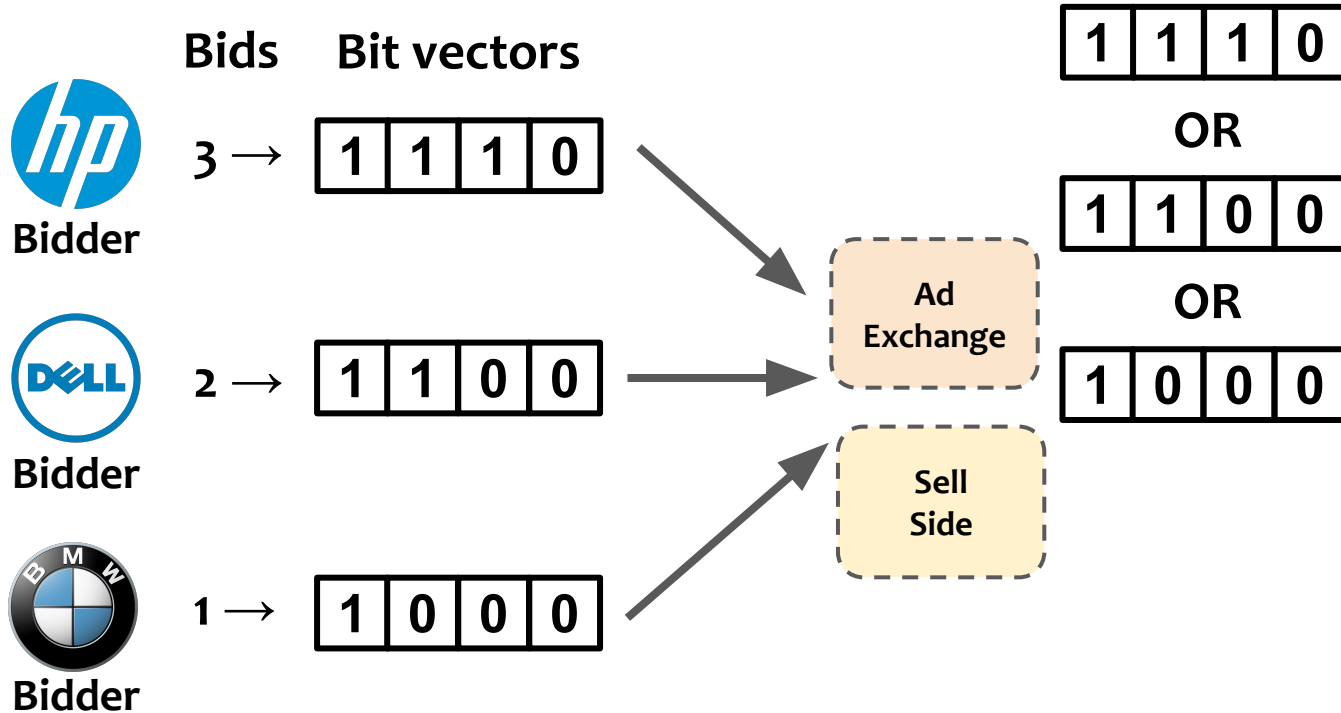 Bids Bit vectors
hp
Bidder
3 → 1 1 1 0
DELL
Bidder
2 → 1 1 0 0
BMW
Bidder
1 → 1 0 0 0
Ad
Exchange
Sell
Side
1 1 1 0
OR
1 1 0 0
OR
1 0 0 0